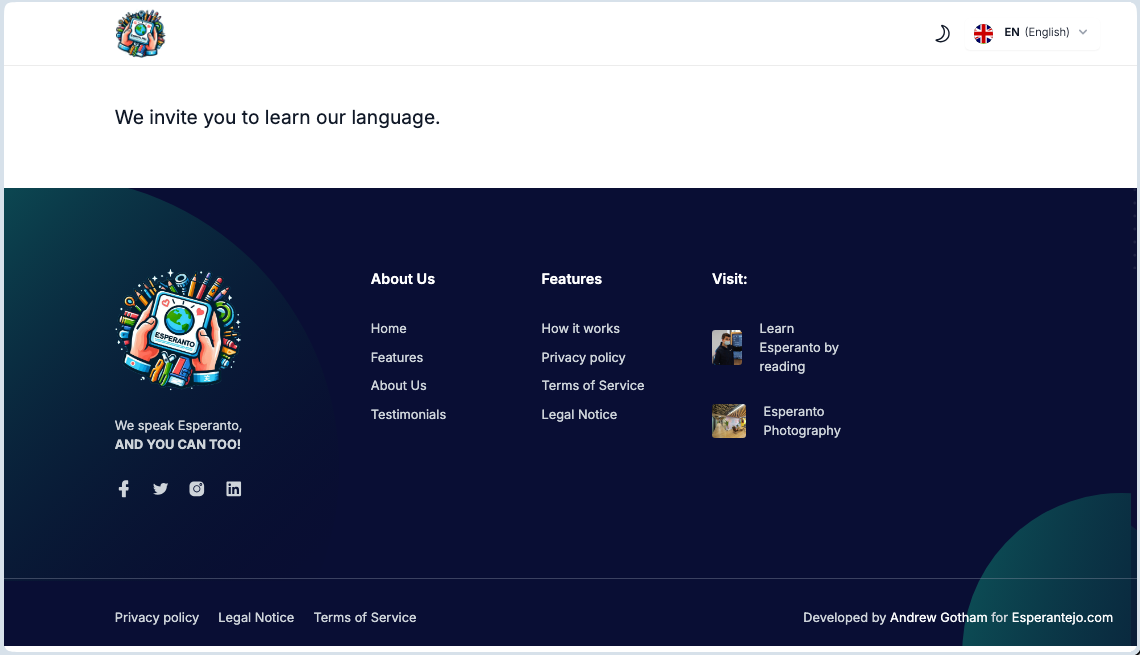 EN (English)
We invite you to learn our language.
ESPERANTO
We speak Esperanto,
AND YOU CAN TOO!
About Us
Home
Features
About Us
Testimonials
Features
How it works
Privacy policy
Terms of Service
Legal Notice
Visit:
Learn
Esperanto by
reading
Esperanto
Photography
Privacy policy Legal Notice Terms of Service
Developed by Andrew Gotham for Esperantejo.com